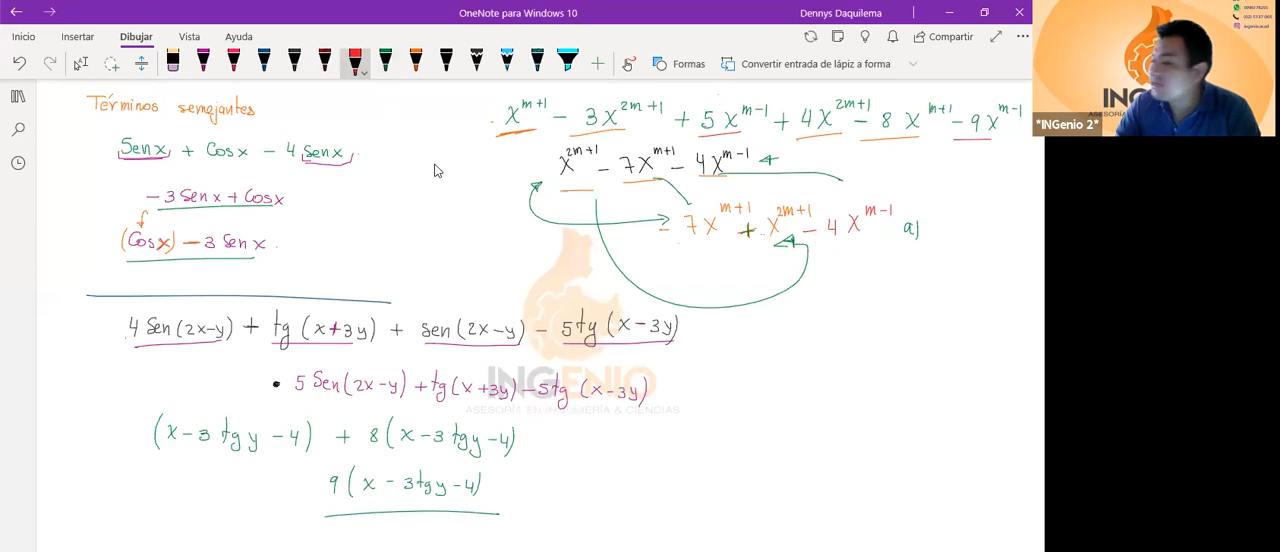 OneNote para Windows 10
Dennys Daquilema
Inicio Insertar Dibujar Vista Ayuda
Compartir
Formas Convertir entrada de lápiz a forma
Términos semejantes
Sen x + Cos x - 4 Sen x
- 3 Sen x + Cos x
(Cos x) - 3 Sen x
x^{m+1} - 3x^{2m+1} + 5x^{m-1} + 4x^{2m+1} - 8x^{m+1} - 9x^{m-1}
x^{2m+1} - 7x^{m+1} - 4x^{m-1}
- 7x^{m+1} + x^{2m+1} - 4x^{m-1} a)
4 Sen (2x-y) + tg (x+3y) + sen (2x-y) - 5 tg (x-3y)
• 5 Sen (2x-y) + tg (x+3y) - 5 tg (x-3y)
(x-3 tg y -4) + 8 (x-3 tg y -4)
9 (x - 3 tg y -4)
INGENIO
ASESORÍA EN INGENIERÍA & CIENCIAS
ING
*INGenio 2*